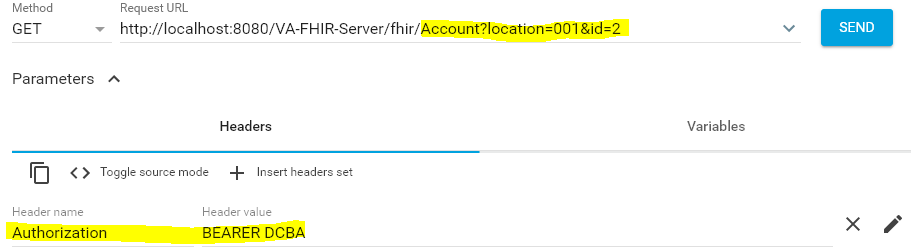 Method
Request URL
GET
http://localhost:8080/VA-FHIR-Server/fhir/Account?location=001&id=2
SEND
Parameters
Headers
Variables
Toggle source mode
Insert headers set
Header name
Header value
Authorization
BEARER DCBA